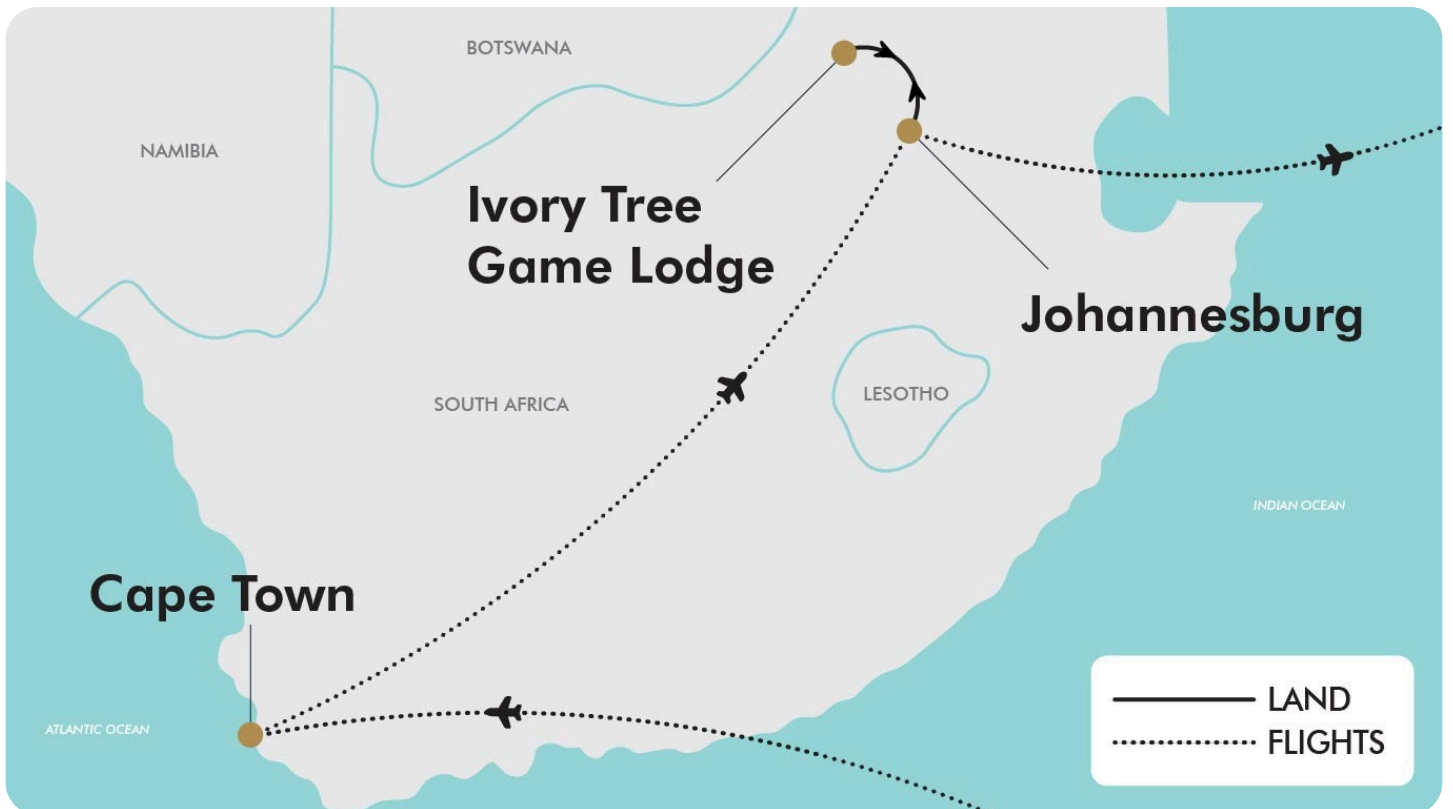 BOTSWANA
NAMIBIA
Ivory Tree
Game Lodge
Johannesburg
SOUTH AFRICA
LESOTHO
INDIAN OCEAN
Cape Town
ATLANTIC OCEAN
LAND
FLIGHTS